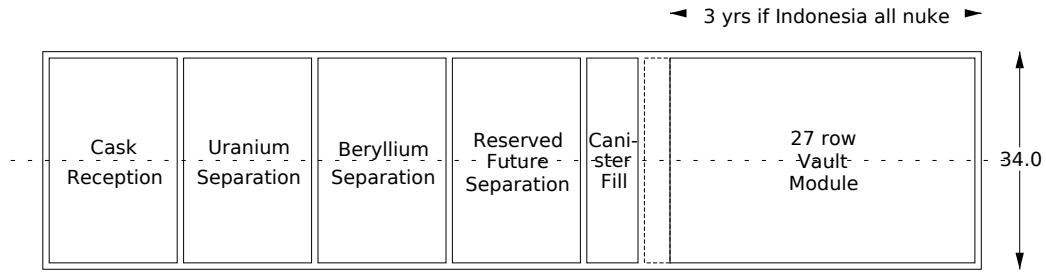 3 yrs if Indonesia all nuke
Cask
Reception
Uranium
Separation
Beryllium
Separation
Reserved
Future
Separation
Cani-
ster
Fill
27 row
Vault
Module
34.0